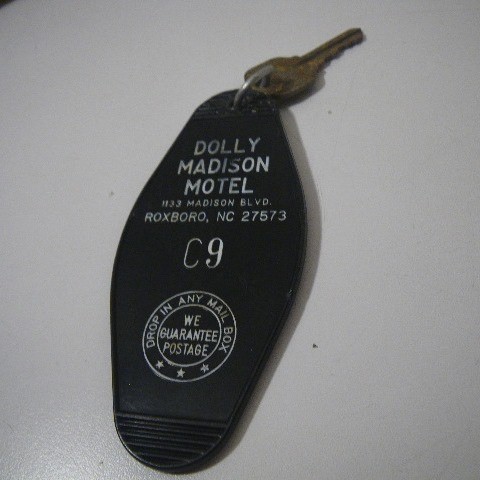 DOLLY
MADISON
MOTEL
1133 MADISON BLVD.
ROXBORO, NC 27573
C9
DROP IN ANY MAIL BOX
WE
GUARANTEE
POSTAGE